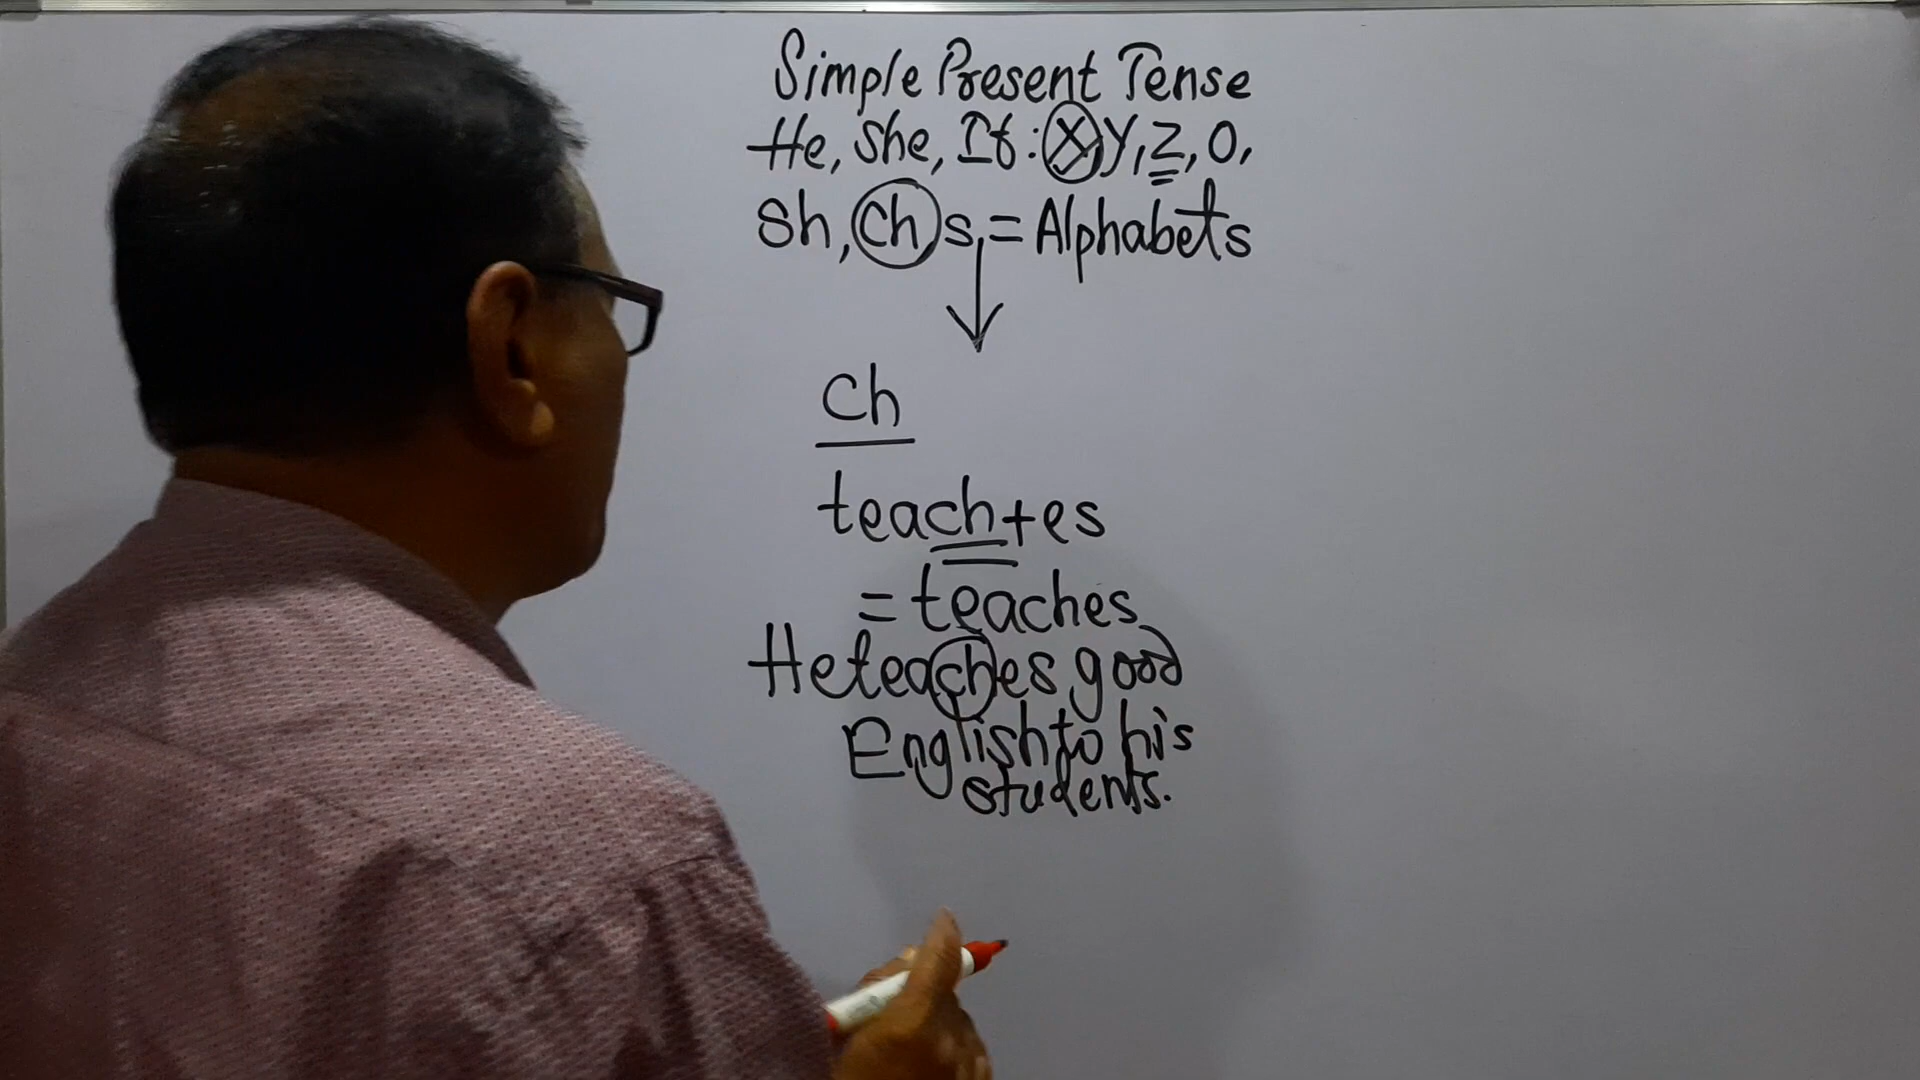 Simple Present Tense
He, She, It : X, y, z, o,
sh, ch, s, = Alphabets
Ch
teach+es
= teaches
He teaches good
English to his
students.